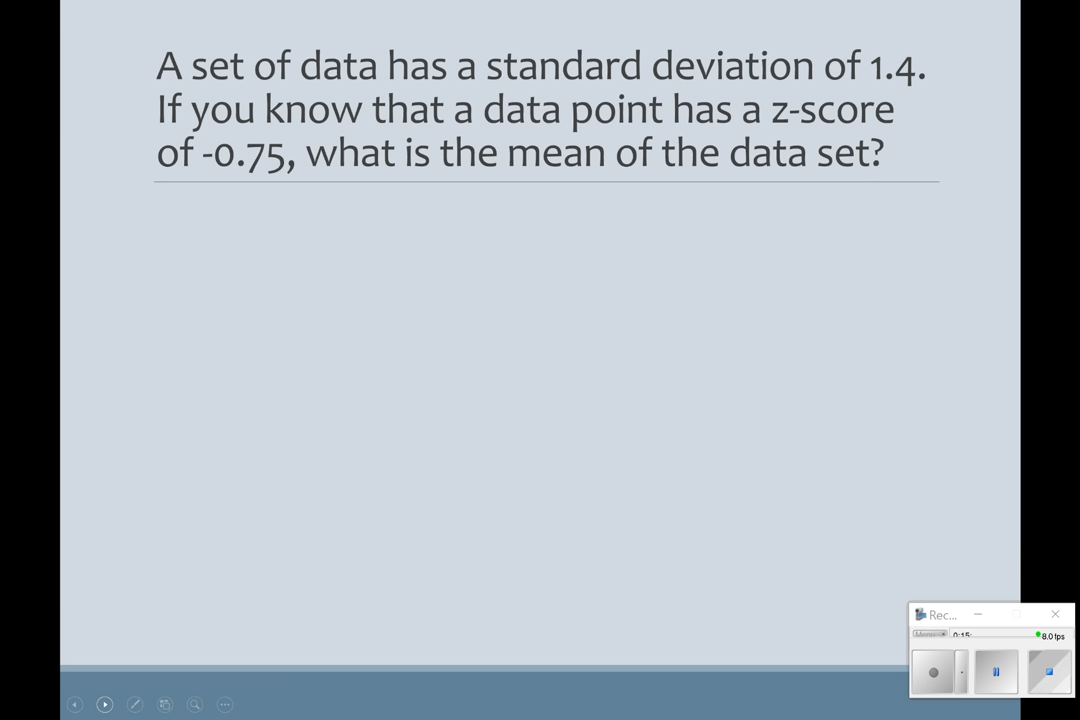 A set of data has a standard deviation of 1.4.
If you know that a data point has a z-score
of -0.75, what is the mean of the data set?
Rec...
8.0 fps